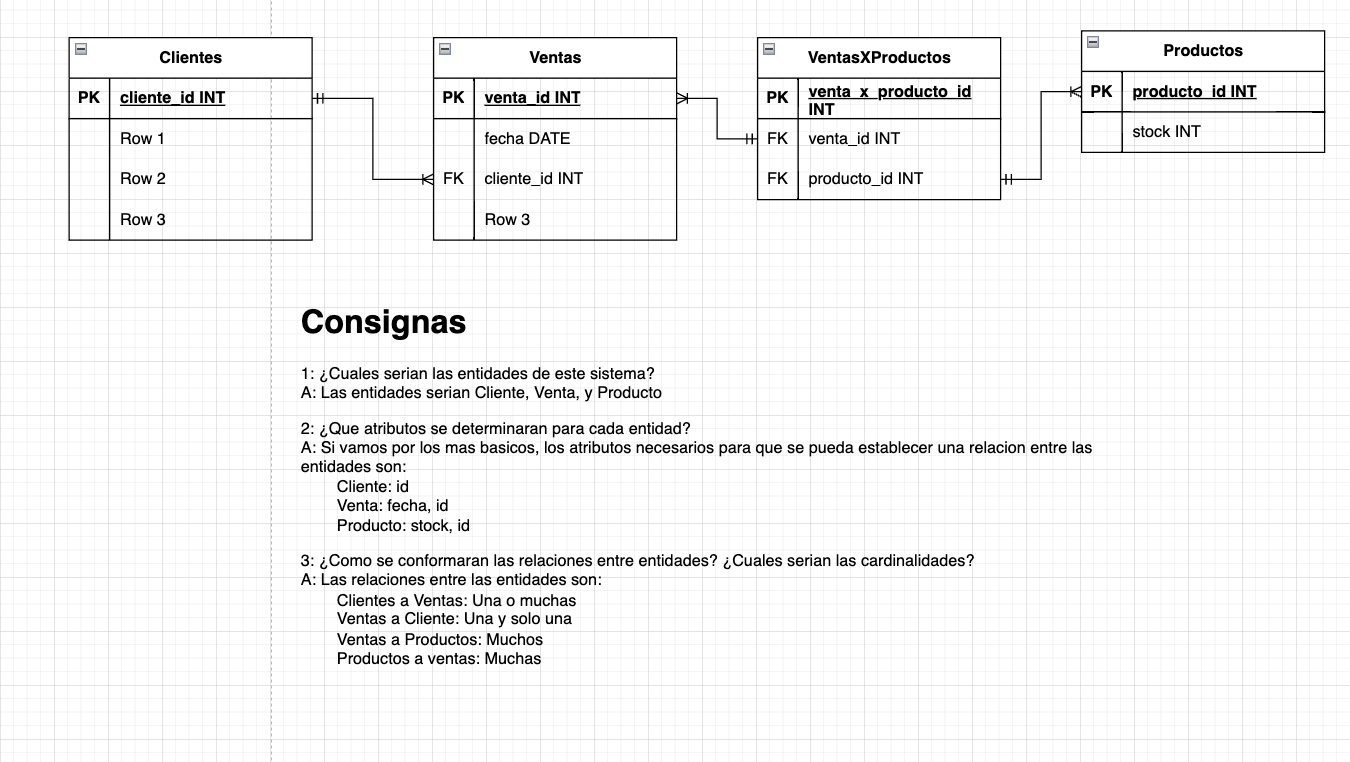 Clientes
PK cliente_id INT
Row 1
Row 2
Row 3
Ventas
PK venta_id INT
fecha DATE
FK cliente_id INT
Row 3
VentasXProductos
PK venta_x_producto_id
INT
FK venta_id INT
FK producto_id INT
Productos
PK producto_id INT
stock INT
Consignas
1: ¿Cuales serian las entidades de este sistema?
A: Las entidades serian Cliente, Venta, y Producto
2: ¿Que atributos se determinaran para cada entidad?
A: Si vamos por los mas basicos, los atributos necesarios para que se pueda establecer una relacion entre las
entidades son:
Cliente: id
Venta: fecha, id
Producto: stock, id
3: ¿Como se conformaran las relaciones entre entidades? ¿Cuales serian las cardinalidades?
A: Las relaciones entre las entidades son:
Clientes a Ventas: Una o muchas
Ventas a Cliente: Una y solo una
Ventas a Productos: Muchos
Productos a ventas: Muchas